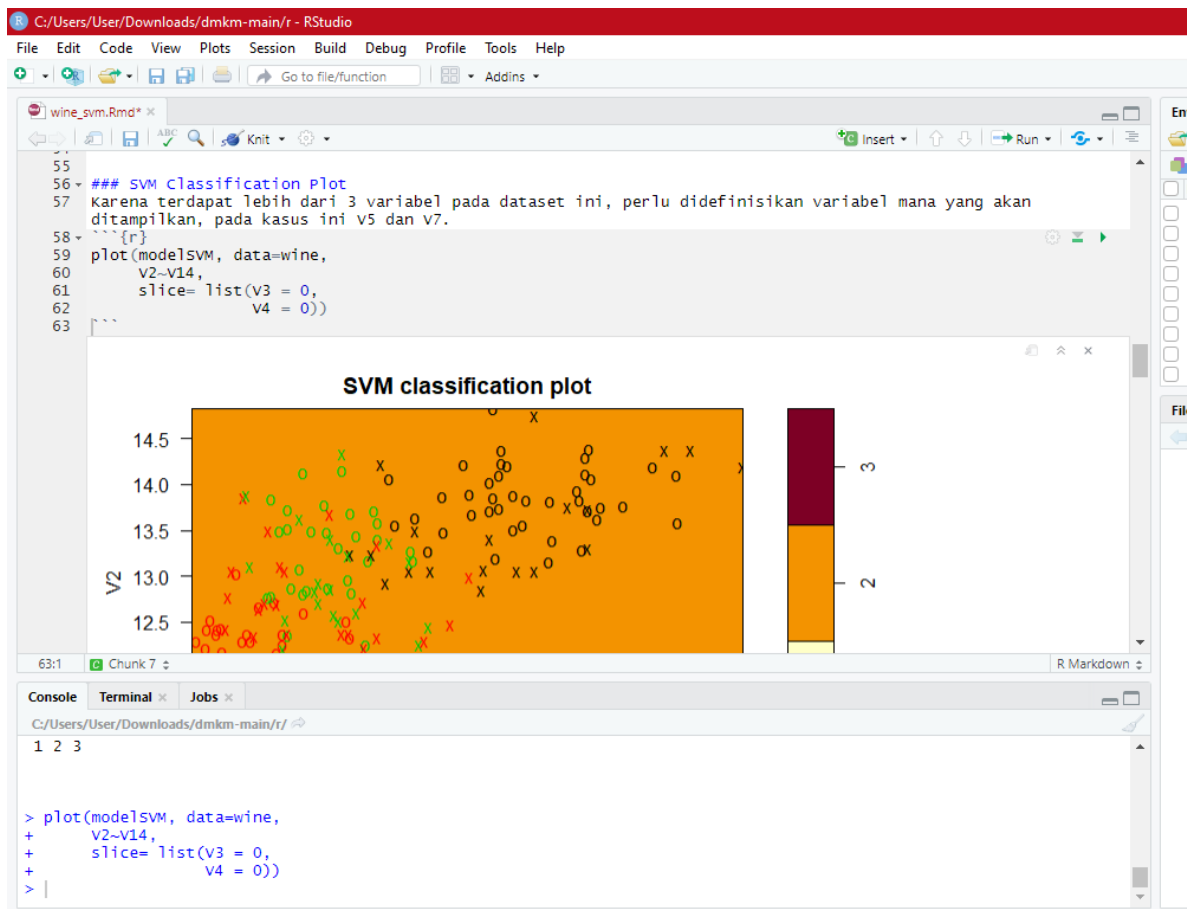 C:/Users/User/Downloads/dmkm-main/r - RStudio
File Edit Code View Plots Session Build Debug Profile Tools Help
Go to file/function Addins
wine_svm.Rmd*
ABC Knit Insert Run
55
56 ### SVM Classification Plot
57 Karena terdapat lebih dari 3 variabel pada dataset ini, perlu didefinisikan variabel mana yang akan
ditampilkan, pada kasus ini V5 dan V7.
58 ```{r}
59 plot(modelSVM, data=wine,
60 V2~V14,
61 slice= list(V3 = 0,
62 V4 = 0))
63 ```
SVM classification plot
14.5
14.0
13.5
13.0
12.5
V2
3
2
63:1 Chunk 7 R Markdown
Console Terminal Jobs
C:/Users/User/Downloads/dmkm-main/r/
1 2 3
> plot(modelSVM, data=wine,
+ V2~V14,
+ slice= list(V3 = 0,
+ V4 = 0))
>